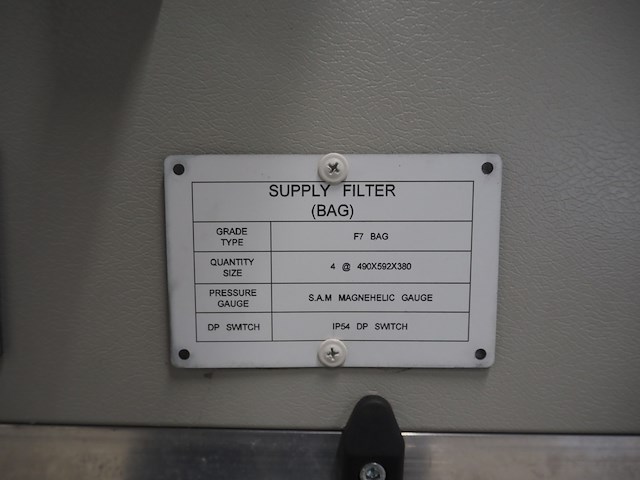 SUPPLY FILTER
(BAG)
GRADE
TYPE
F7 BAG
QUANTITY
SIZE
4 @ 490X592X380
PRESSURE
GAUGE
S.A.M MAGNEHELIC GAUGE
DP SWITCH
IP54 DP SWITCH